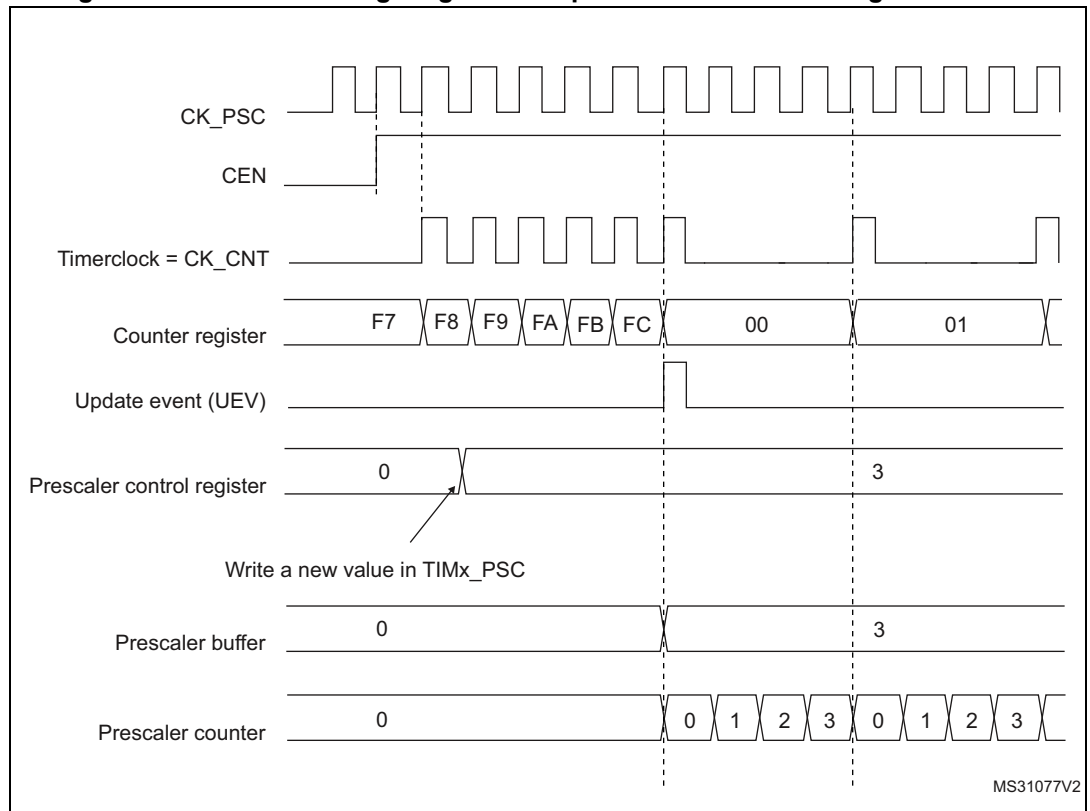 CK_PSC
CEN
Timerclock = CK_CNT
Counter register
F7 F8 F9 FA FB FC 00 01
Update event (UEV)
Prescaler control register
0 3
Write a new value in TIMx_PSC
Prescaler buffer
0 3
Prescaler counter
0 0 1 2 3 0 1 2 3
MS31077V2